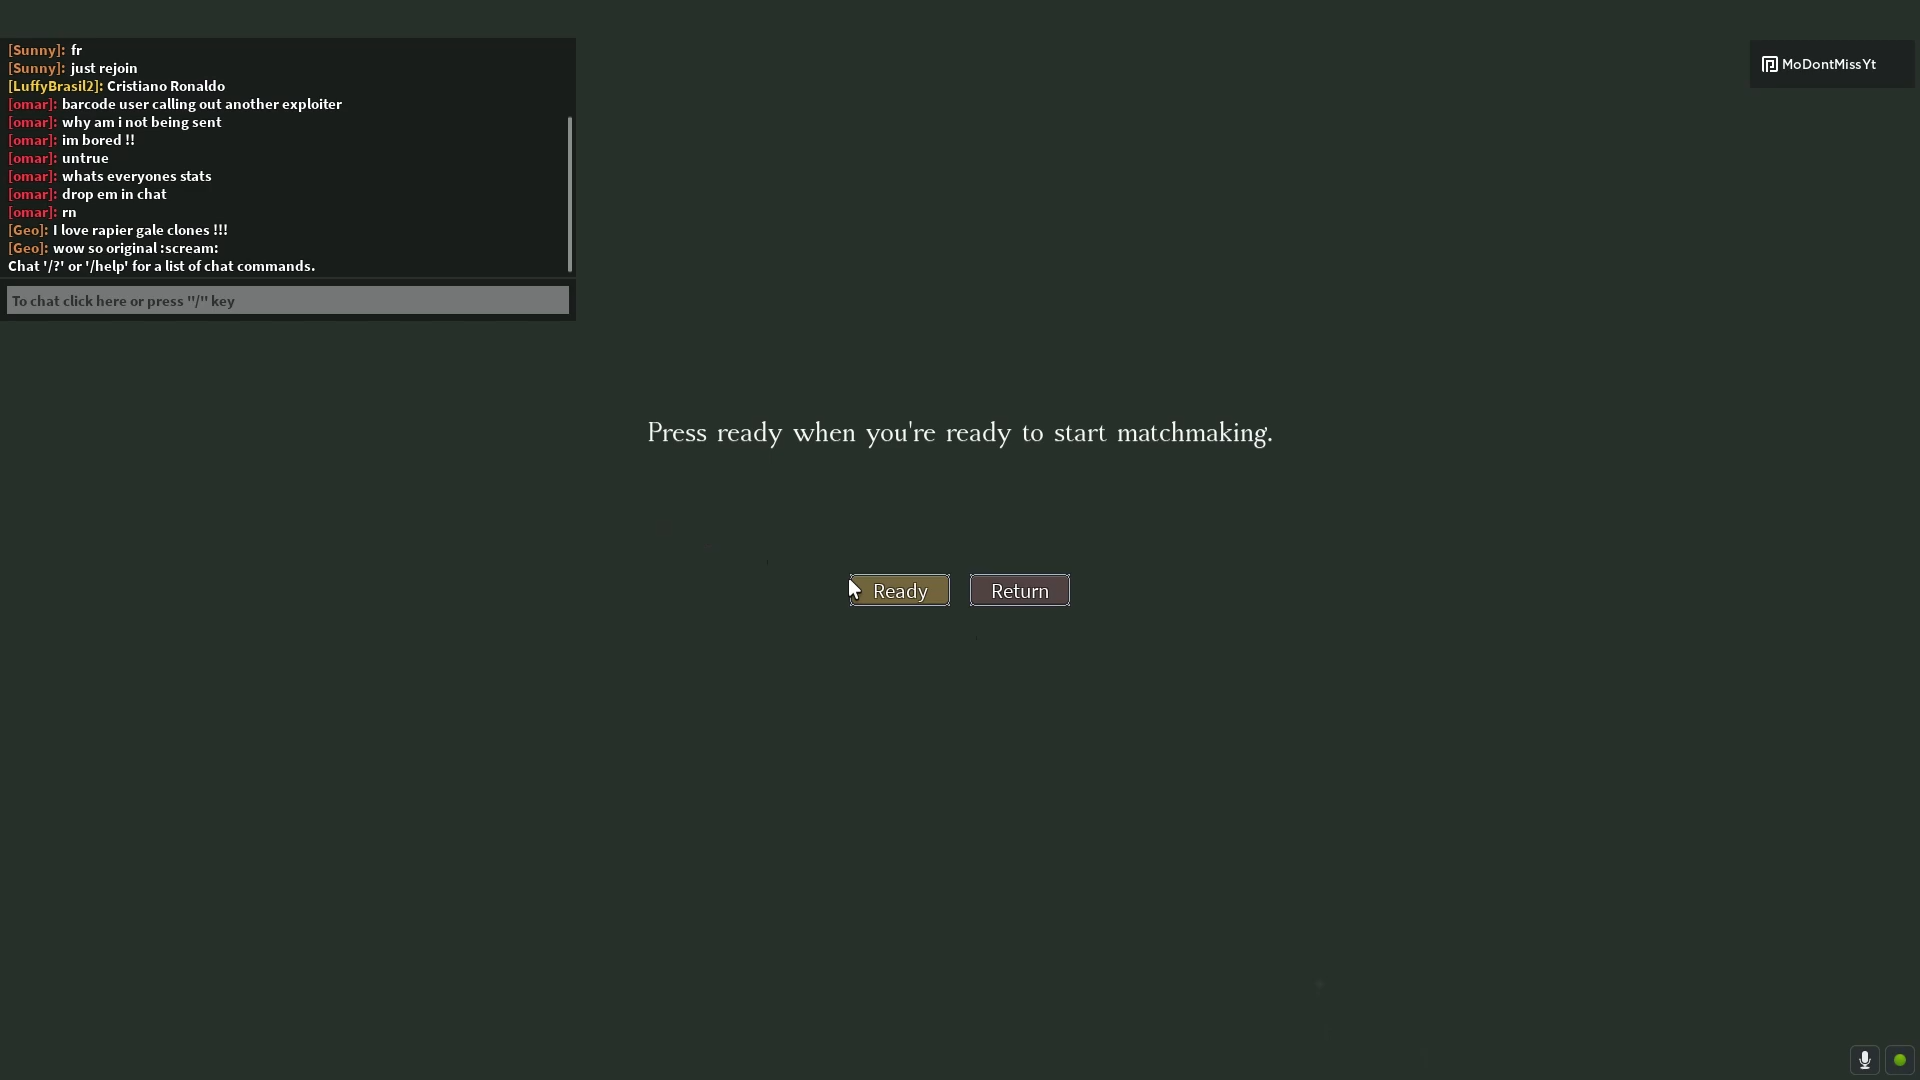 [Sunny]: fr
[Sunny]: just rejoin
[LuffyBrasil2]: Cristiano Ronaldo
[omar]: barcode user calling out another exploiter
[omar]: why am i not being sent
[omar]: im bored !!
[omar]: untrue
[omar]: whats everyones stats
[omar]: drop em in chat
[omar]: rn
[Geo]: I love rapier gale clones !!!
[Geo]: wow so original :scream:
Chat '/?' or '/help' for a list of chat commands.
To chat click here or press "/" key
MoDontMissYt
Press ready when you're ready to start matchmaking.
Ready
Return